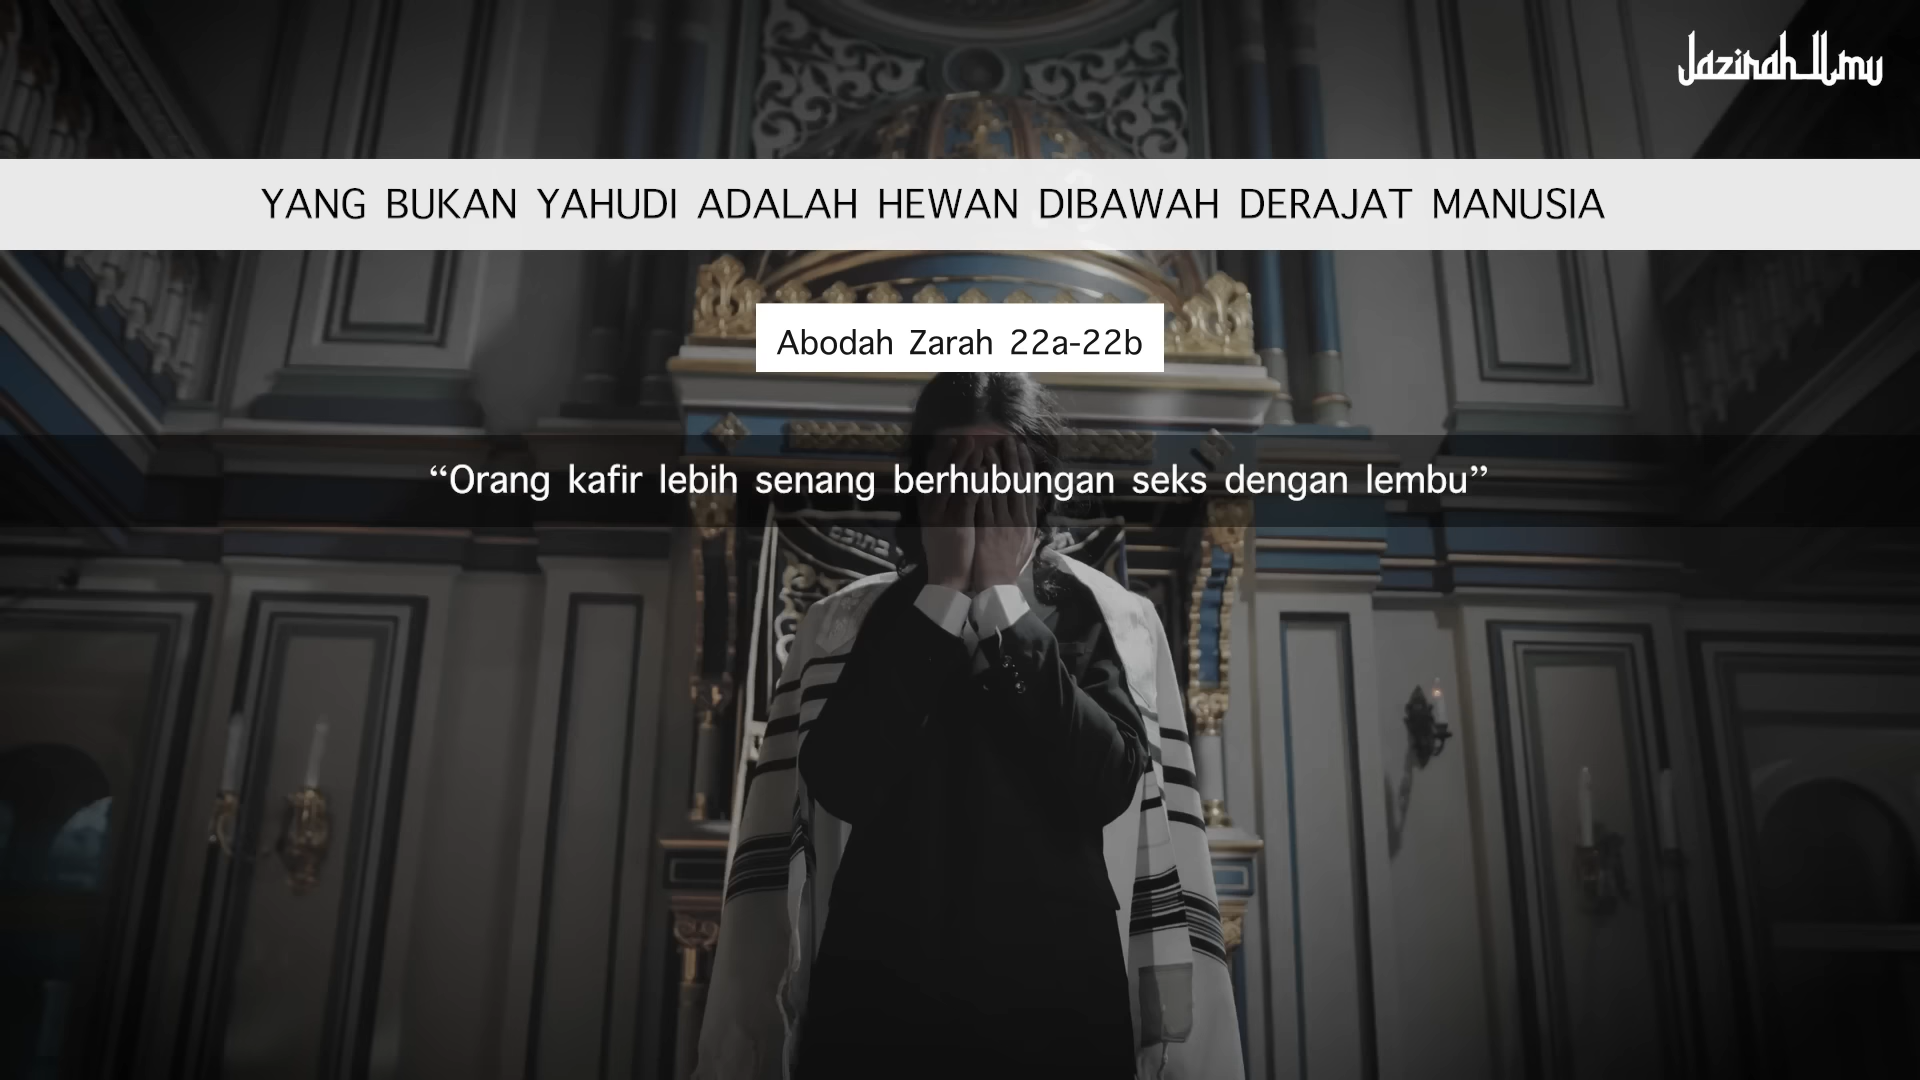 Jazirah Ilmu
YANG BUKAN YAHUDI ADALAH HEWAN DIBAWAH DERAJAT MANUSIA
Abodah Zarah 22a-22b
“Orang kafir lebih senang berhubungan seks dengan lembu”